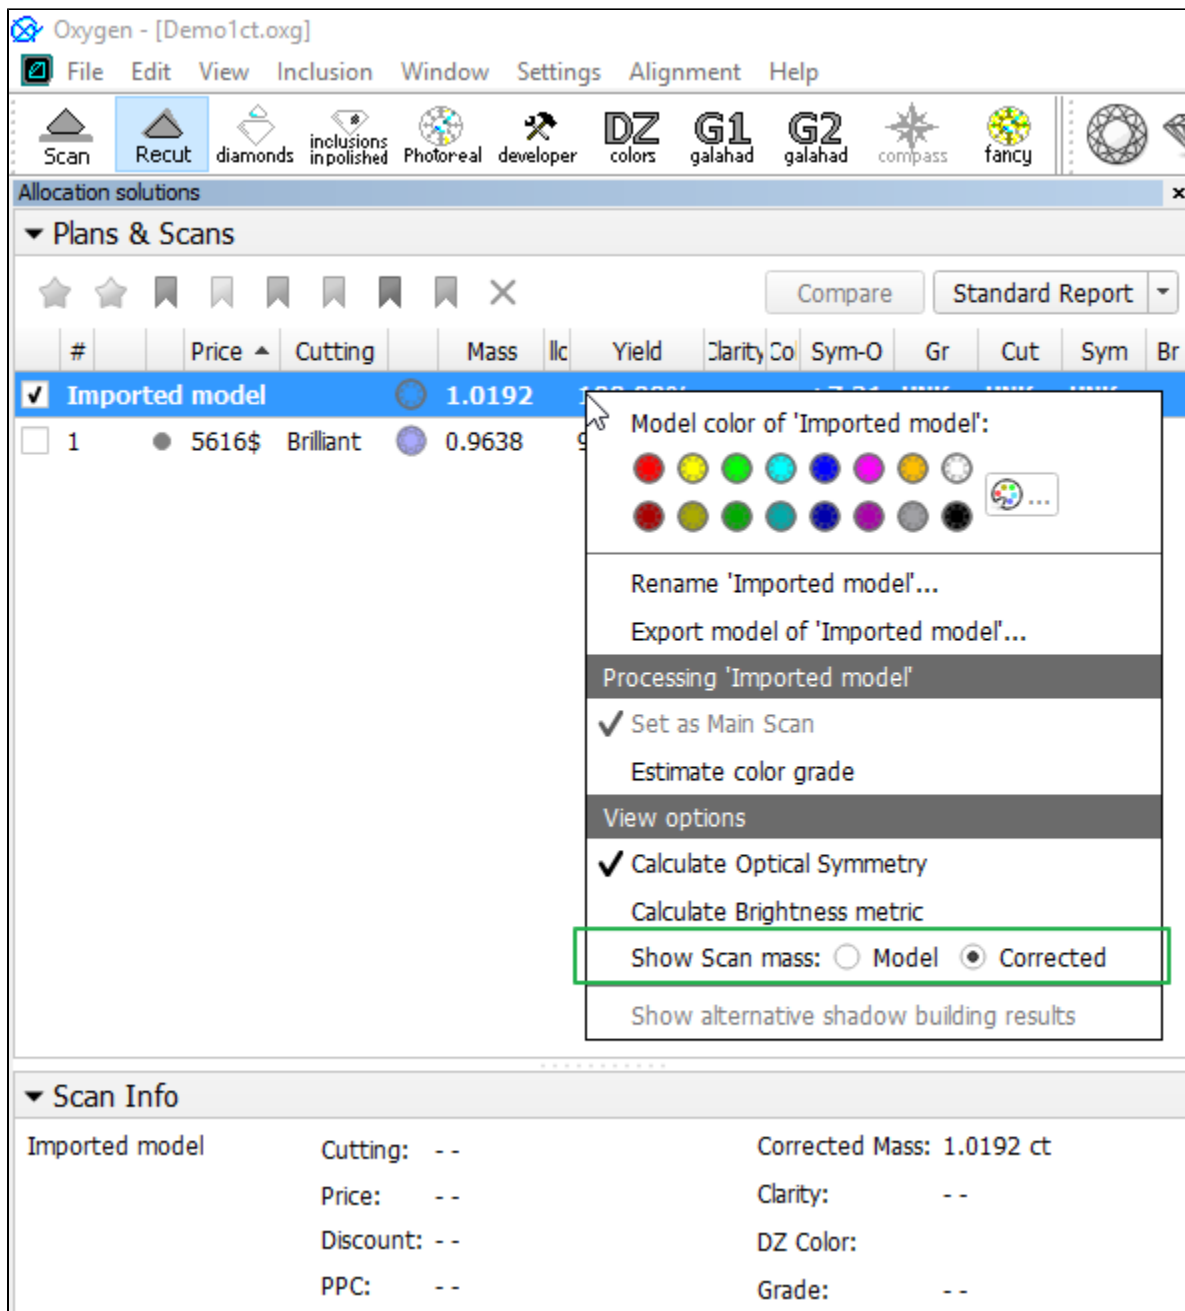 Oxygen - [Demo1ct.oxg]
File Edit View Inclusion Window Settings Alignment Help
Scan Recut diamonds inclusions in polished Photoreal developer DZ colors G1 galahad G2 galahad compass fancy
Allocation solutions
Plans & Scans
Compare Standard Report
# Price Cutting Mass Yield Clarity Col Sym-O Gr Cut Sym Br
Imported model 1.0192
1 5616$ Brilliant 0.9638 9
Model color of 'Imported model':
...
Rename 'Imported model'...
Export model of 'Imported model'...
Processing 'Imported model'
Set as Main Scan
Estimate color grade
View options
Calculate Optical Symmetry
Calculate Brightness metric
Show Scan mass: Model Corrected
Show alternative shadow building results
Scan Info
Imported model Cutting: -- Corrected Mass: 1.0192 ct
Price: -- Clarity: --
Discount: -- DZ Color:
PPC: -- Grade: --